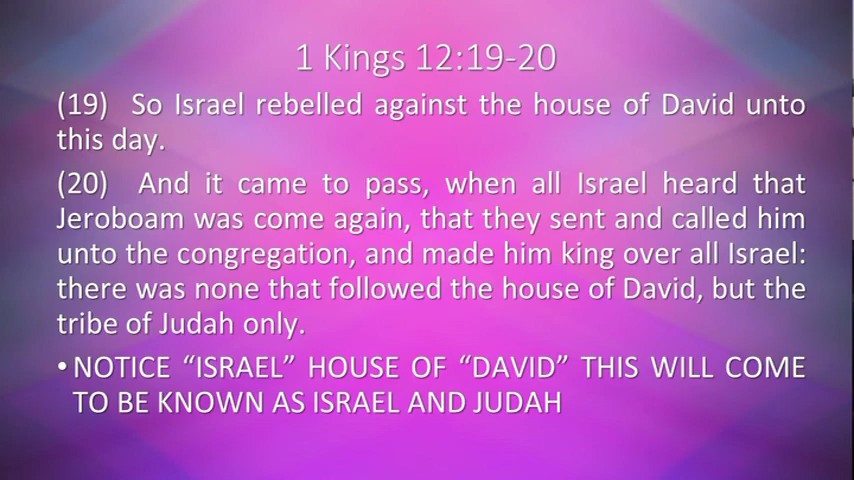 1 Kings 12:19-20
(19) So Israel rebelled against the house of David unto
this day.
(20) And it came to pass, when all Israel heard that
Jeroboam was come again, that they sent and called him
unto the congregation, and made him king over all Israel:
there was none that followed the house of David, but the
tribe of Judah only.
• NOTICE “ISRAEL” HOUSE OF “DAVID” THIS WILL COME
TO BE KNOWN AS ISRAEL AND JUDAH